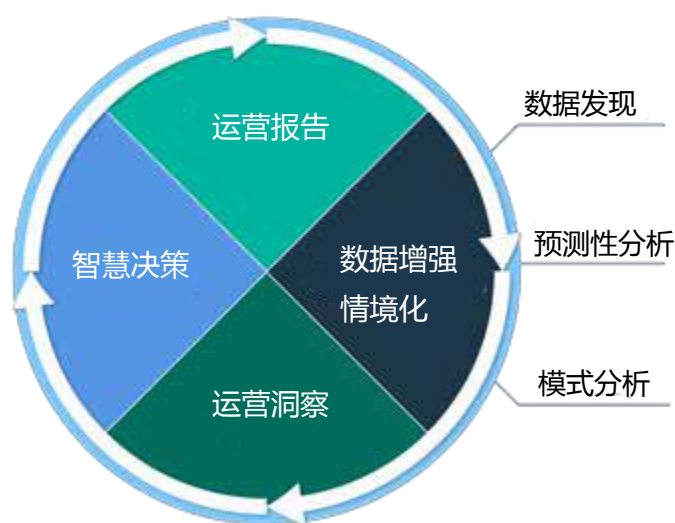 运营报告
数据发现
智慧决策
数据增强
情境化
预测性分析
运营洞察
模式分析